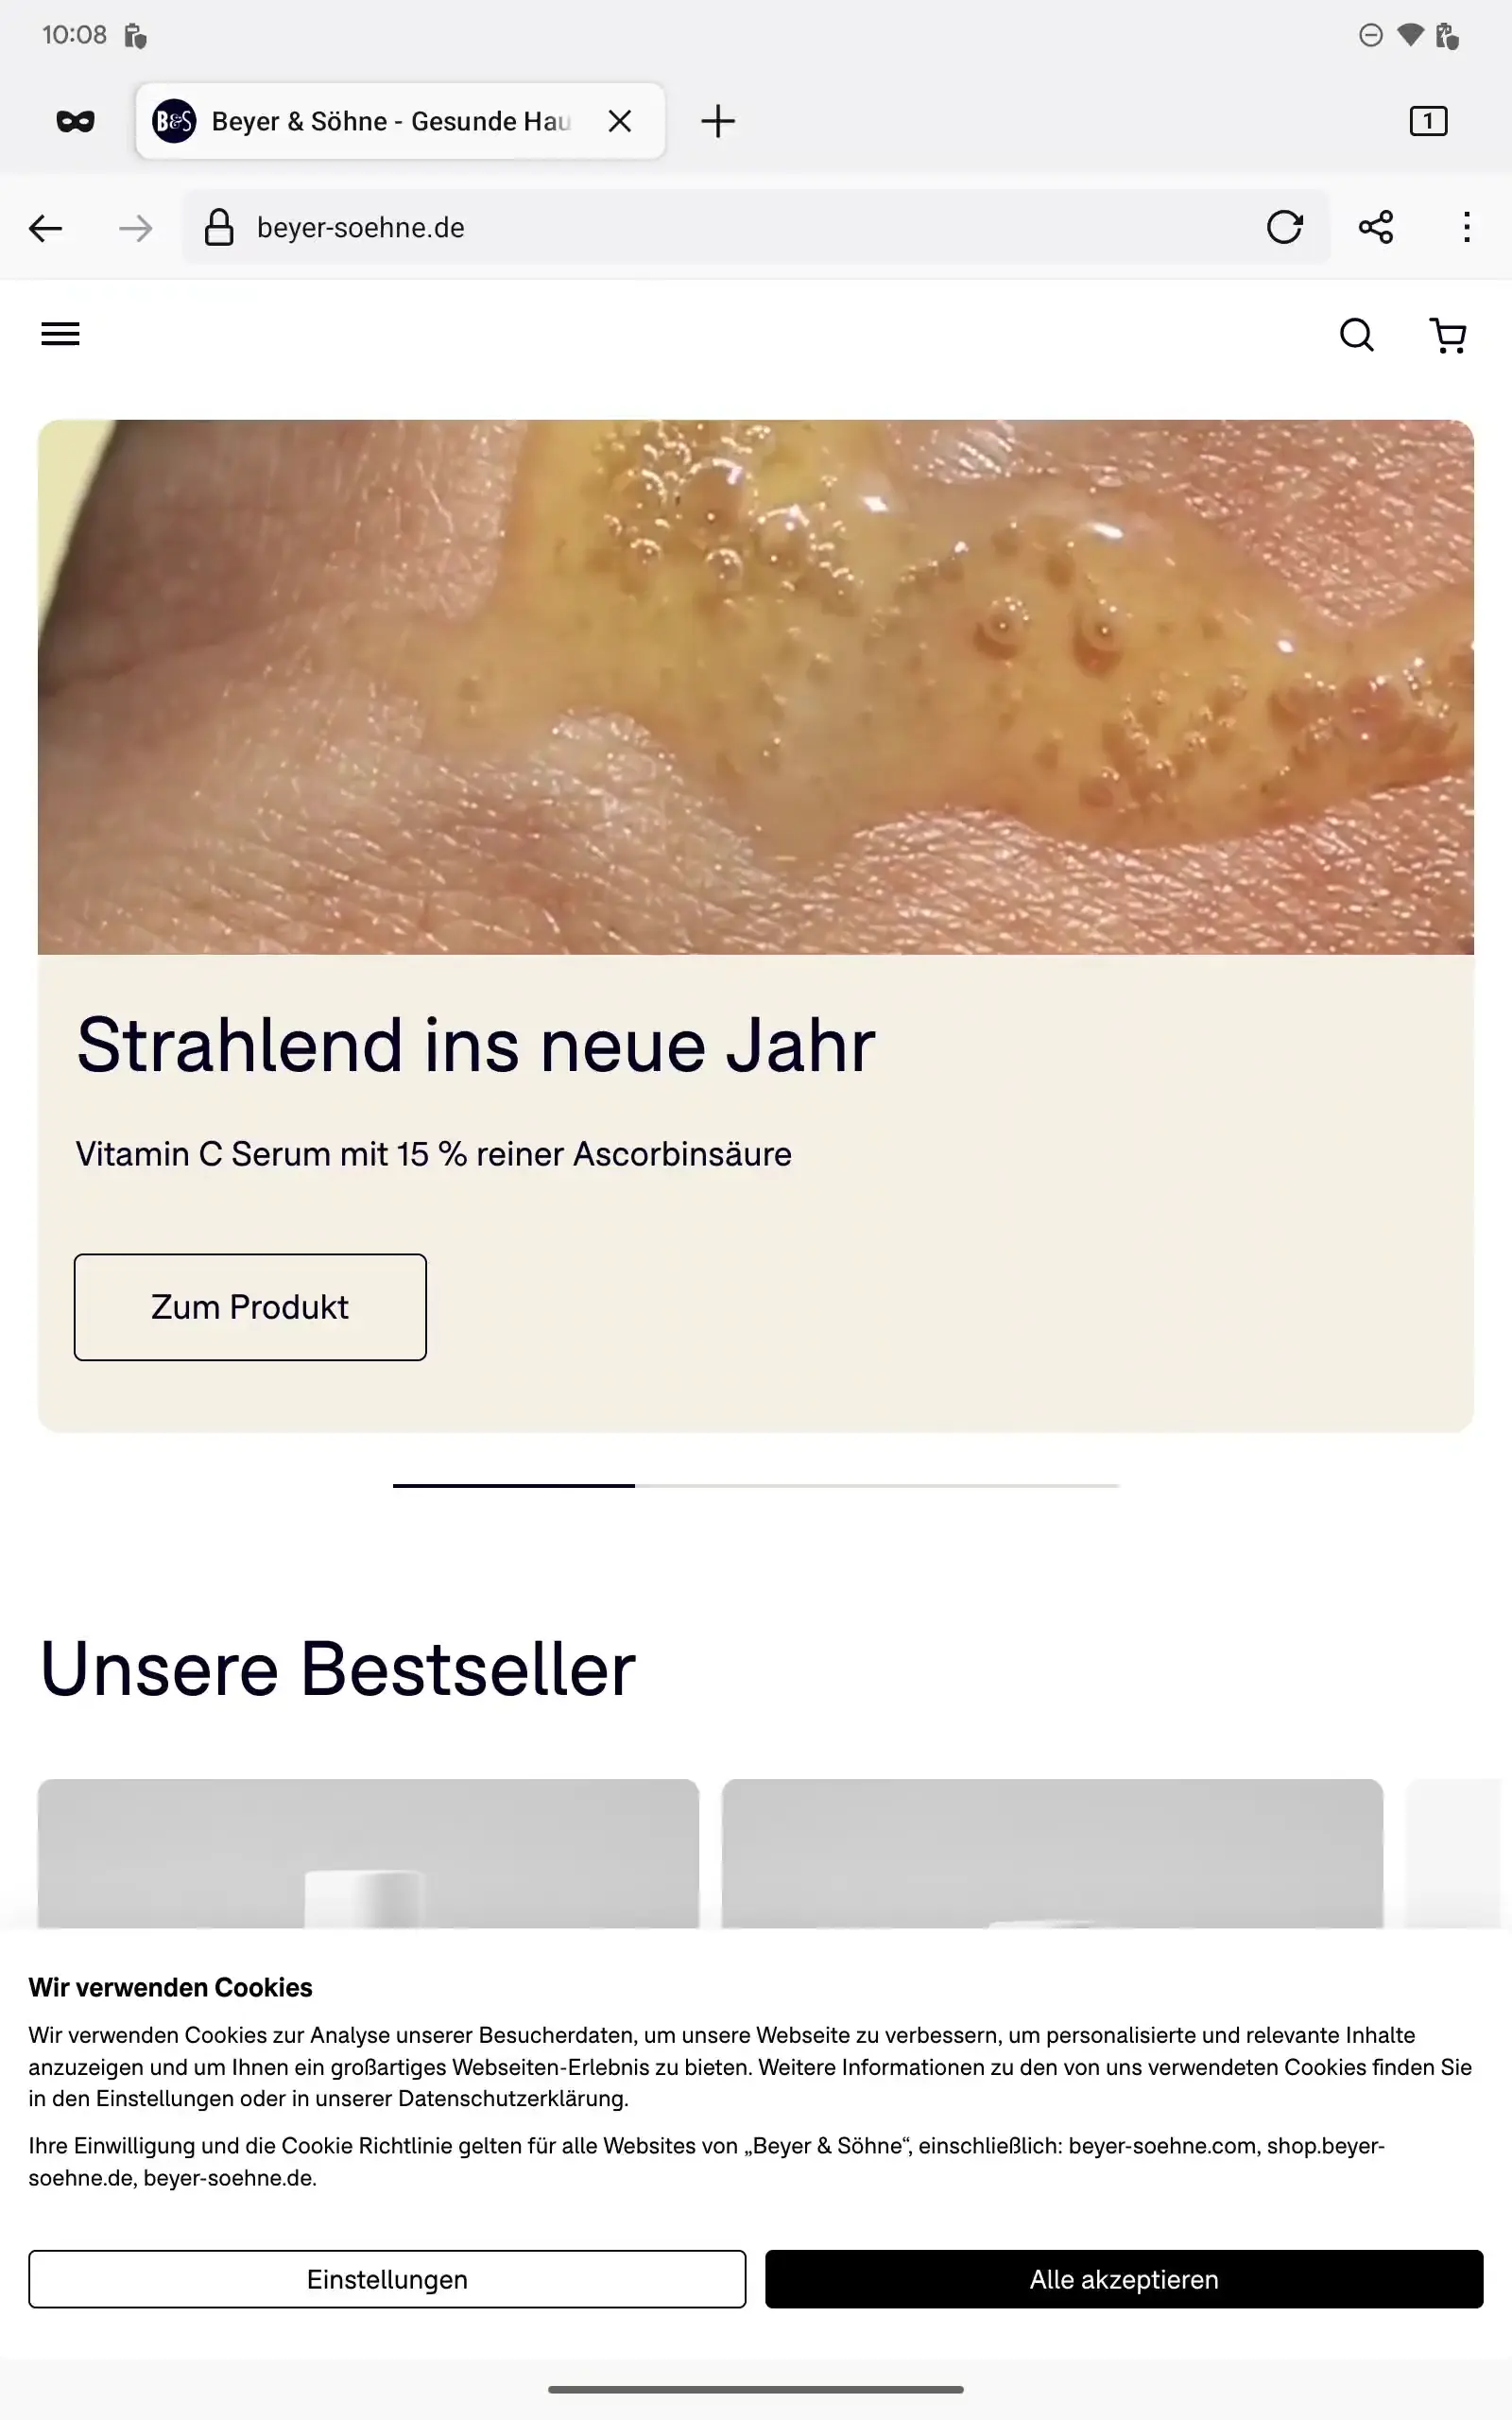 10:08
B&S Beyer & Söhne - Gesunde Hau
1
beyer-soehne.de
Strahlend ins neue Jahr
Vitamin C Serum mit 15 % reiner Ascorbinsäure
Zum Produkt
Unsere Bestseller
Wir verwenden Cookies
Wir verwenden Cookies zur Analyse unserer Besucherdaten, um unsere Webseite zu verbessern, um personalisierte und relevante Inhalte
anzuzeigen und um Ihnen ein großartiges Webseiten-Erlebnis zu bieten. Weitere Informationen zu den von uns verwendeten Cookies finden Sie
in den Einstellungen oder in unserer Datenschutzerklärung.
Ihre Einwilligung und die Cookie Richtlinie gelten für alle Websites von „Beyer & Söhne“, einschließlich: beyer-soehne.com, shop.beyer-
soehne.de, beyer-soehne.de.
Einstellungen
Alle akzeptieren